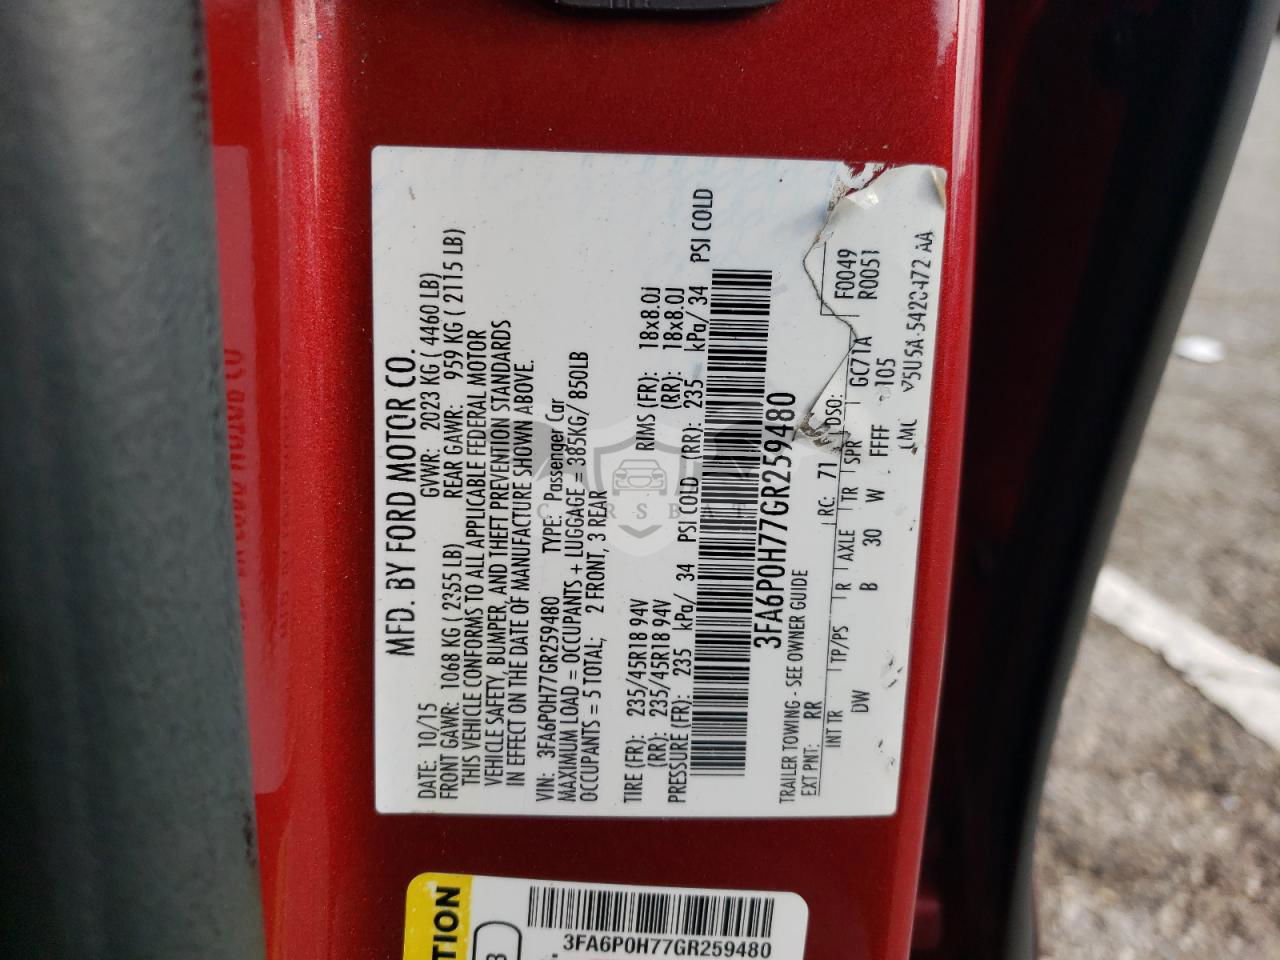 MFD. BY FORD MOTOR CO.
DATE: 10/15 GVWR: 2023 KG ( 4460 LB)
FRONT GAWR: 1068 KG ( 2355 LB) REAR GAWR: 959 KG ( 2115 LB)
THIS VEHICLE CONFORMS TO ALL APPLICABLE FEDERAL MOTOR
VEHICLE SAFETY, BUMPER, AND THEFT PREVENTION STANDARDS
IN EFFECT ON THE DATE OF MANUFACTURE SHOWN ABOVE.
VIN: 3FA6P0H77GR259480 TYPE: Passenger Car
MAXIMUM LOAD = OCCUPANTS + LUGGAGE = 385KG/ 850LB
OCCUPANTS = 5 TOTAL; 2 FRONT, 3 REAR
TIRE (FR): 235/45R18 94V RIMS (FR): 18x8.0J
(RR): 235/45R18 94V (RR): 18x8.0J
PRESSURE (FR): 235 kPa/ 34 PSI COLD (RR): 235 kPa/ 34 PSI COLD
3FA6P0H77GR259480
TRAILER TOWING - SEE OWNER GUIDE
EXT PNT: RR RC: 71 DSO: F0049
INT TR TP/PS R AXLE TR SPR GC71A R0051
DW B 30 W FFFF 105
LMC
CARSBAT
TION
3FA6P0H77GR259480